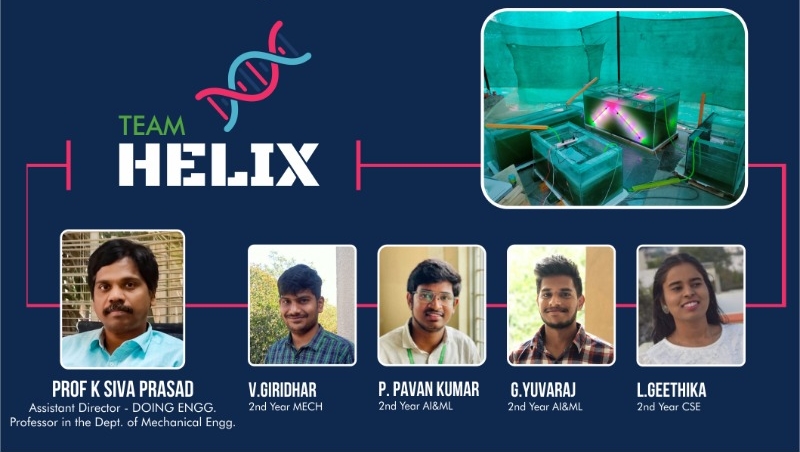 TEAM
HELIX
PROF K SIVA PRASAD
Assistant Director - DOING ENGG.
Professor in the Dept. of Mechanical Engg.
V.GIRIDHAR
2nd Year MECH
P. PAVAN KUMAR
2nd Year AI&ML
G.YUVARAJ
2nd Year AI&ML
L.GEETHIKA
2nd Year CSE